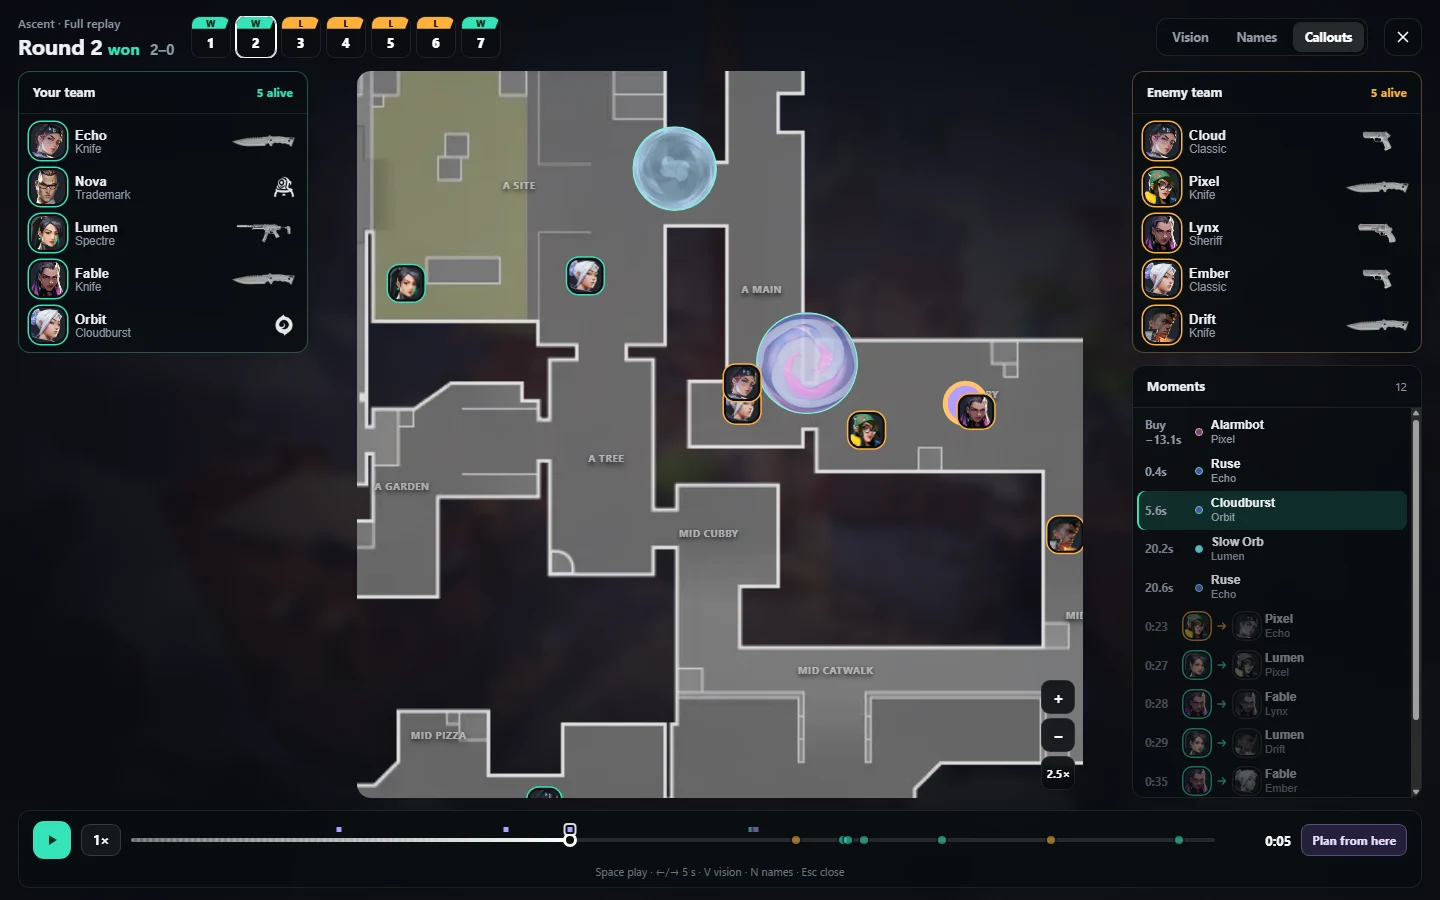 Ascent · Full replay
Round 2 won 2–0
W
1
W
2
L
3
L
4
L
5
L
6
W
7
Vision
Names
Callouts
Your team
5 alive
Echo
Knife
Nova
Trademark
Lumen
Spectre
Fable
Knife
Orbit
Cloudburst
A SITE
A MAIN
A TREE
A GARDEN
MID CUBBY
MID CATWALK
MID PIZZA
+
−
2.5×
Enemy team
5 alive
Cloud
Classic
Pixel
Knife
Lynx
Sheriff
Ember
Classic
Drift
Knife
Moments
12
Buy
−13.1s
Alarmbot
Pixel
0.4s
Ruse
Echo
5.6s
Cloudburst
Orbit
20.2s
Slow Orb
Lumen
20.6s
Ruse
Echo
0:23
→
Pixel
Echo
0:27
→
Lumen
Pixel
0:28
→
Fable
Lynx
0:29
→
Lumen
Drift
0:35
→
Fable
Ember
1×
0:05
Plan from here
Space play · ←/→ 5 s · V vision · N names · Esc close